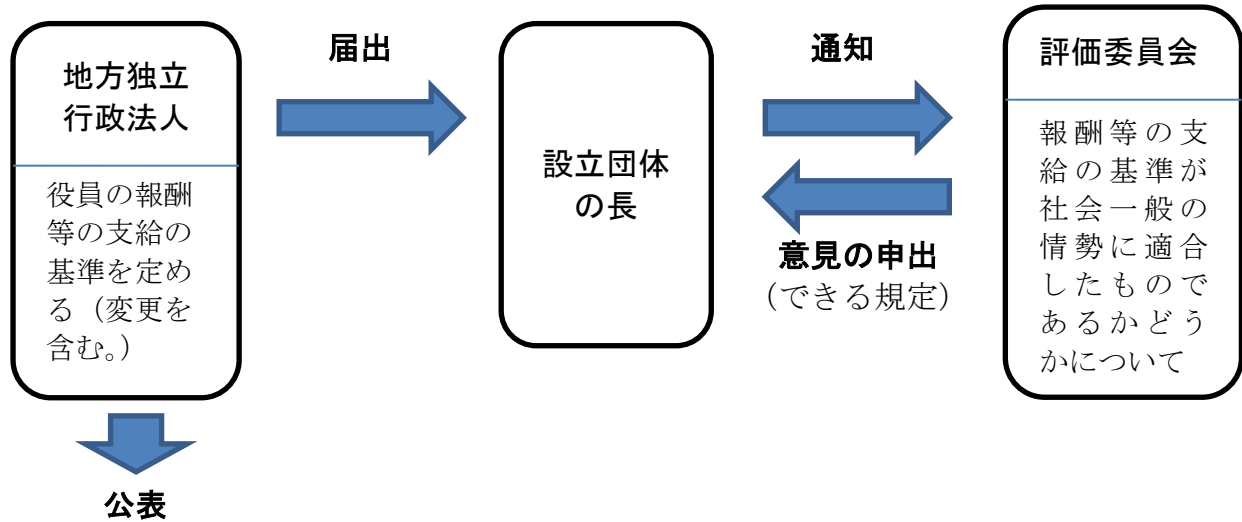 地方独立
行政法人
役員の報酬
等の支給の
基準を定め
る（変更を
含む。）
公表
届出
設立団体
の長
通知
意見の申出
（できる規定）
評価委員会
報酬等の支
給の基準が
社会一般の
情勢に適合
したもので
あるかどう
かについて